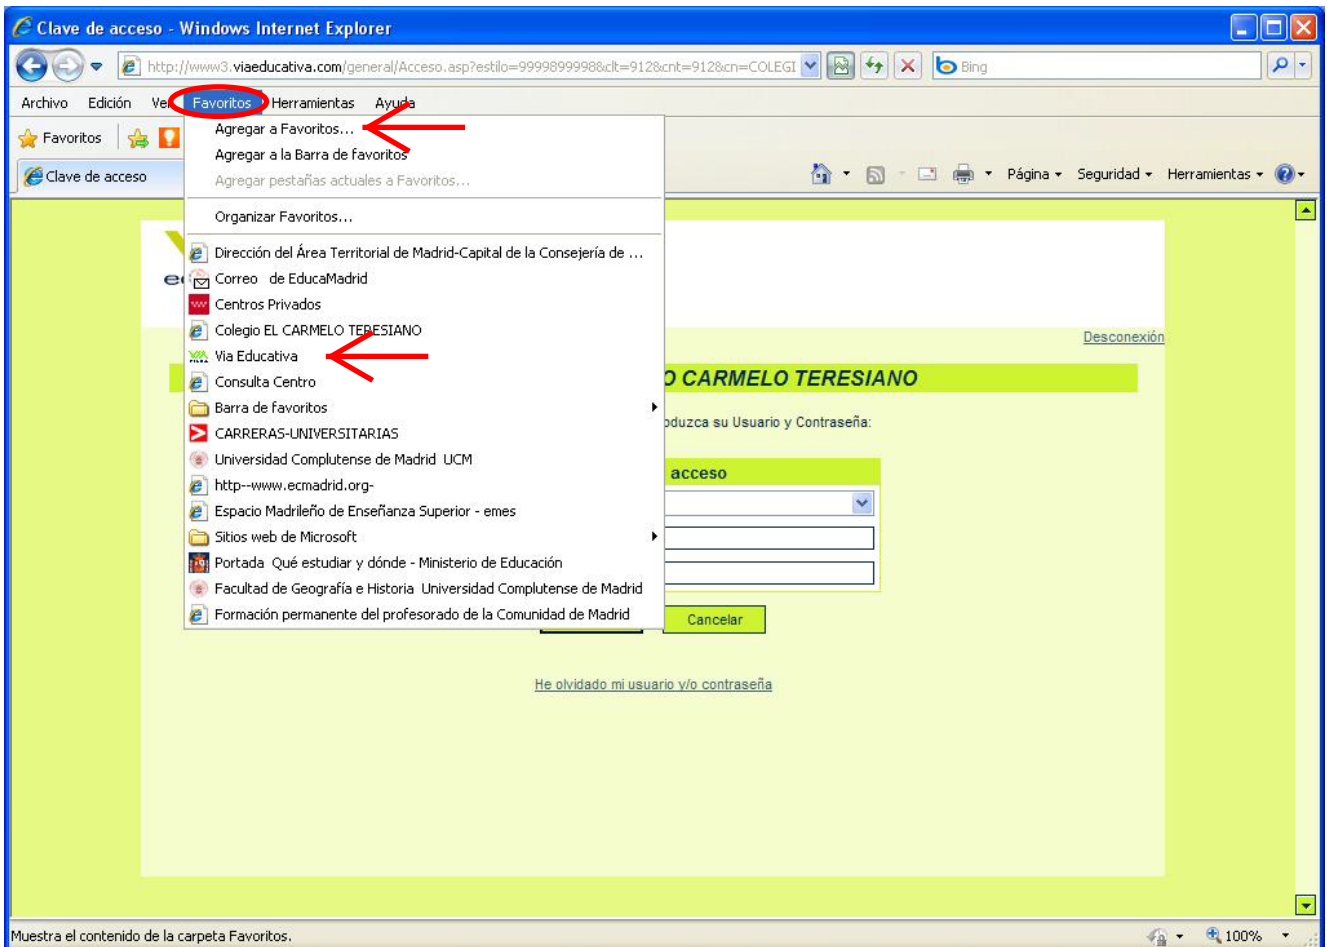 Clave de acceso - Windows Internet Explorer
http://www3.viaeducativa.com/general/Acceso.asp?estilo=9999899998&clt=912&cnt=912&cn=COLEGI
Bing
Archivo Edición Ver Favoritos Herramientas Ayuda
Favoritos
Clave de acceso
Página Seguridad Herramientas
Agregar a Favoritos...
Agregar a la Barra de favoritos
Agregar pestañas actuales a Favoritos...
Organizar Favoritos...
Dirección del Área Territorial de Madrid-Capital de la Consejería de ...
Correo de EducaMadrid
Centros Privados
Colegio EL CARMELO TERESIANO
Via Educativa
Consulta Centro
Barra de favoritos
CARRERAS-UNIVERSITARIAS
Universidad Complutense de Madrid UCM
http--www.ecmadrid.org-
Espacio Madrileño de Enseñanza Superior - emes
Sitios web de Microsoft
Portada Qué estudiar y dónde - Ministerio de Educación
Facultad de Geografía e Historia Universidad Complutense de Madrid
Formación permanente del profesorado de la Comunidad de Madrid
Desconexión
O CARMELO TERESIANO
oduzca su Usuario y Contraseña:
acceso
Cancelar
He olvidado mi usuario y/o contraseña
Muestra el contenido de la carpeta Favoritos.
100%